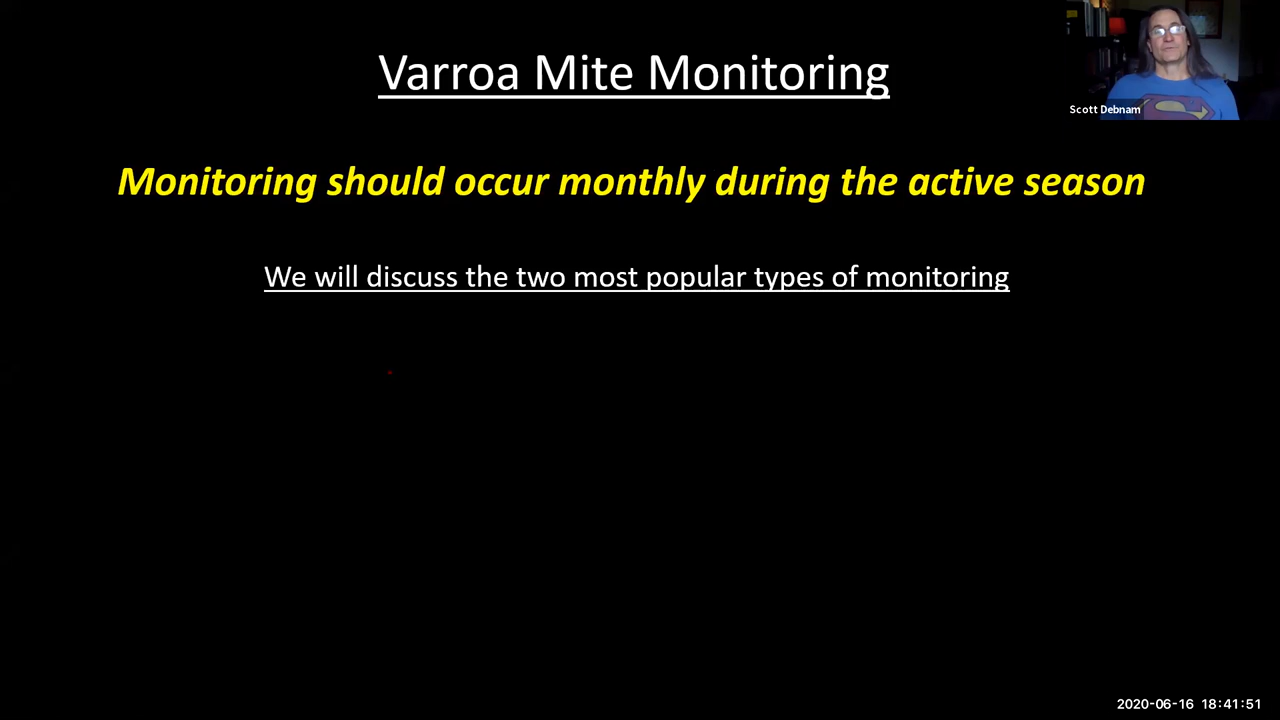 Varroa Mite Monitoring
Scott Debnam
Monitoring should occur monthly during the active season
We will discuss the two most popular types of monitoring
2020-06-16 18:41:51